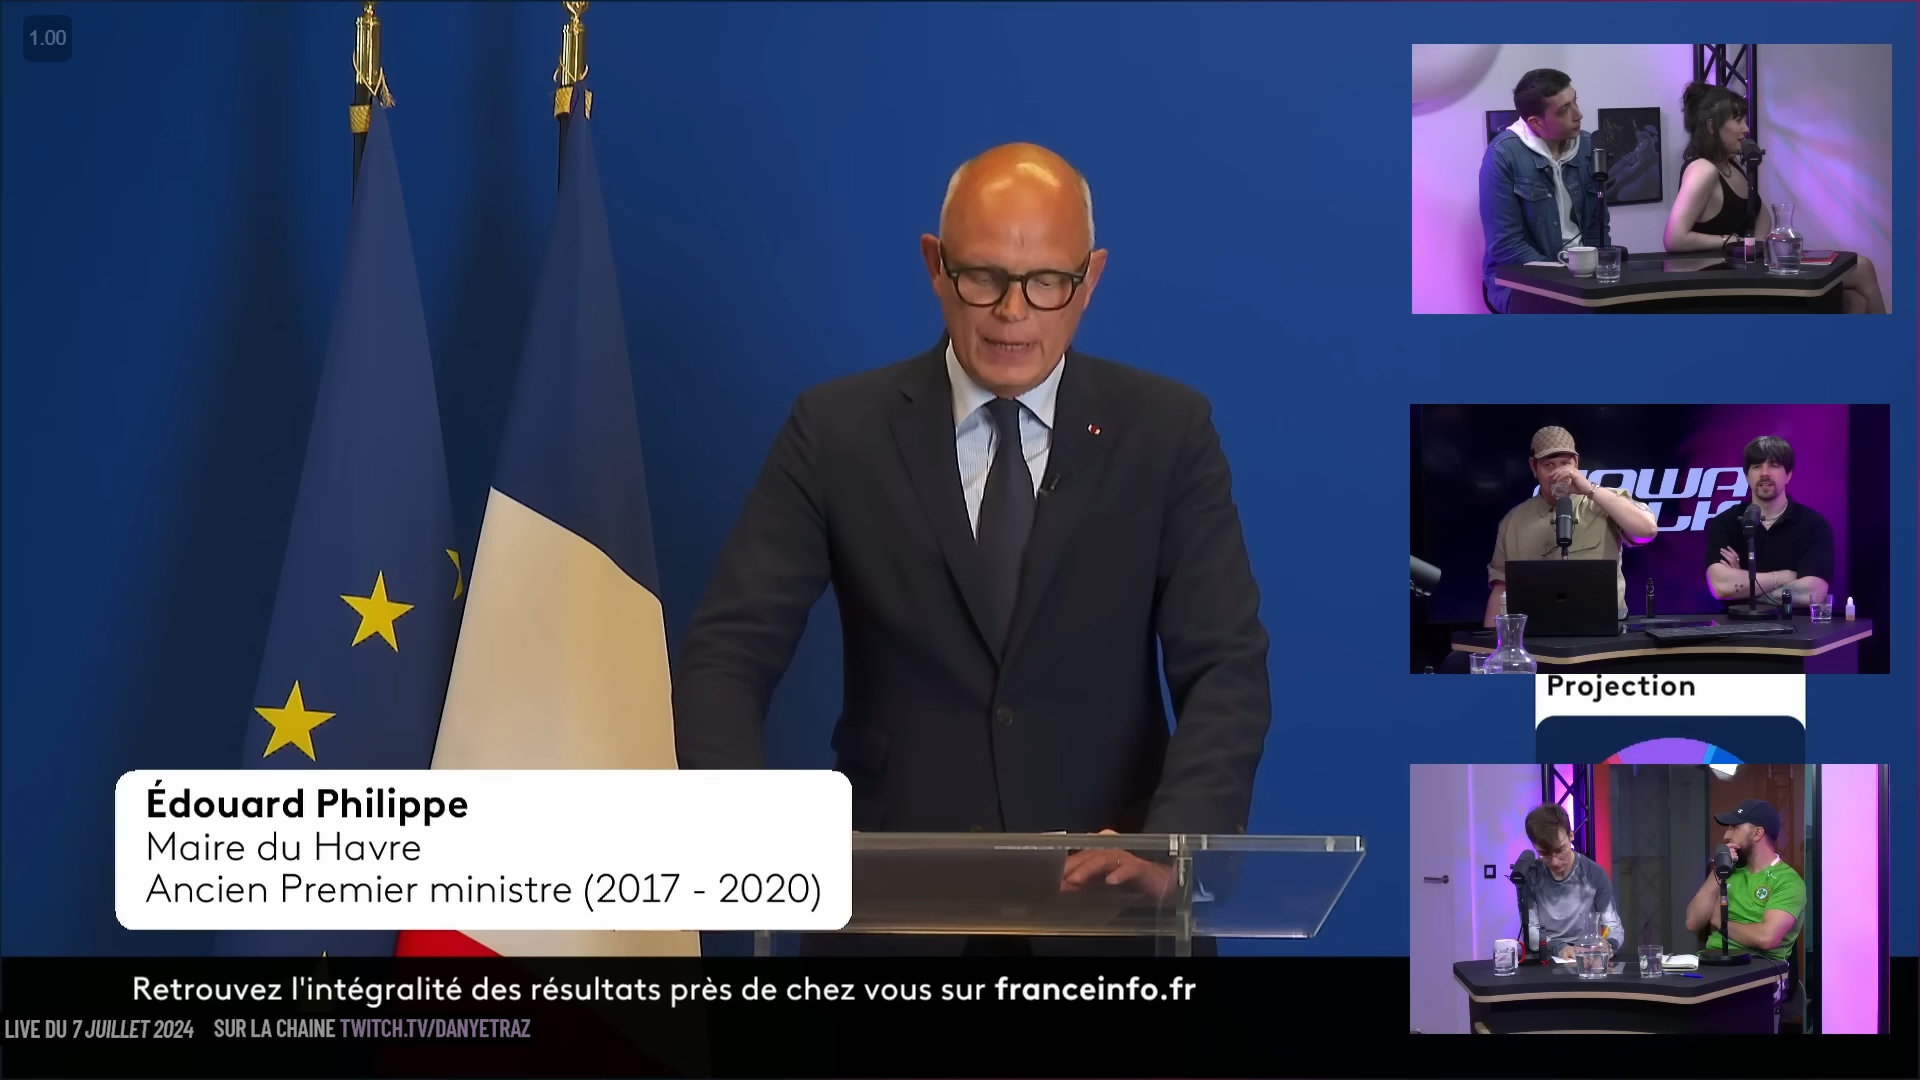 1.00
Projection
Édouard Philippe
Maire du Havre
Ancien Premier ministre (2017 - 2020)
Retrouvez l'intégralité des résultats près de chez vous sur franceinfo.fr
LIVE DU 7 JUILLET 2024 SUR LA CHAINE TWITCH.TV/DANYETRAZ